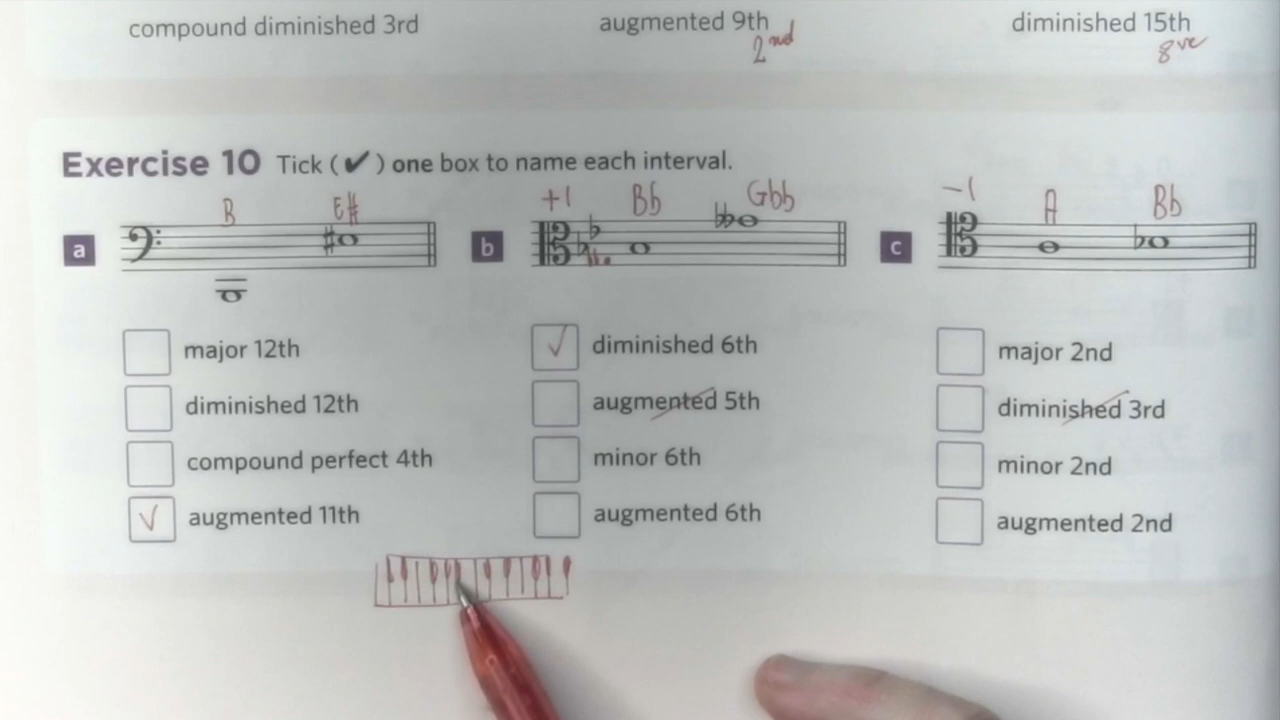 compound diminished 3rd augmented 9th diminished 15th
2nd 8ve
Exercise 10 Tick (✔) one box to name each interval.
B E# +1 Bb Gbb -1 A Bb
a b c
major 12th diminished 6th major 2nd
diminished 12th augmented 5th diminished 3rd
compound perfect 4th minor 6th minor 2nd
augmented 11th augmented 6th augmented 2nd